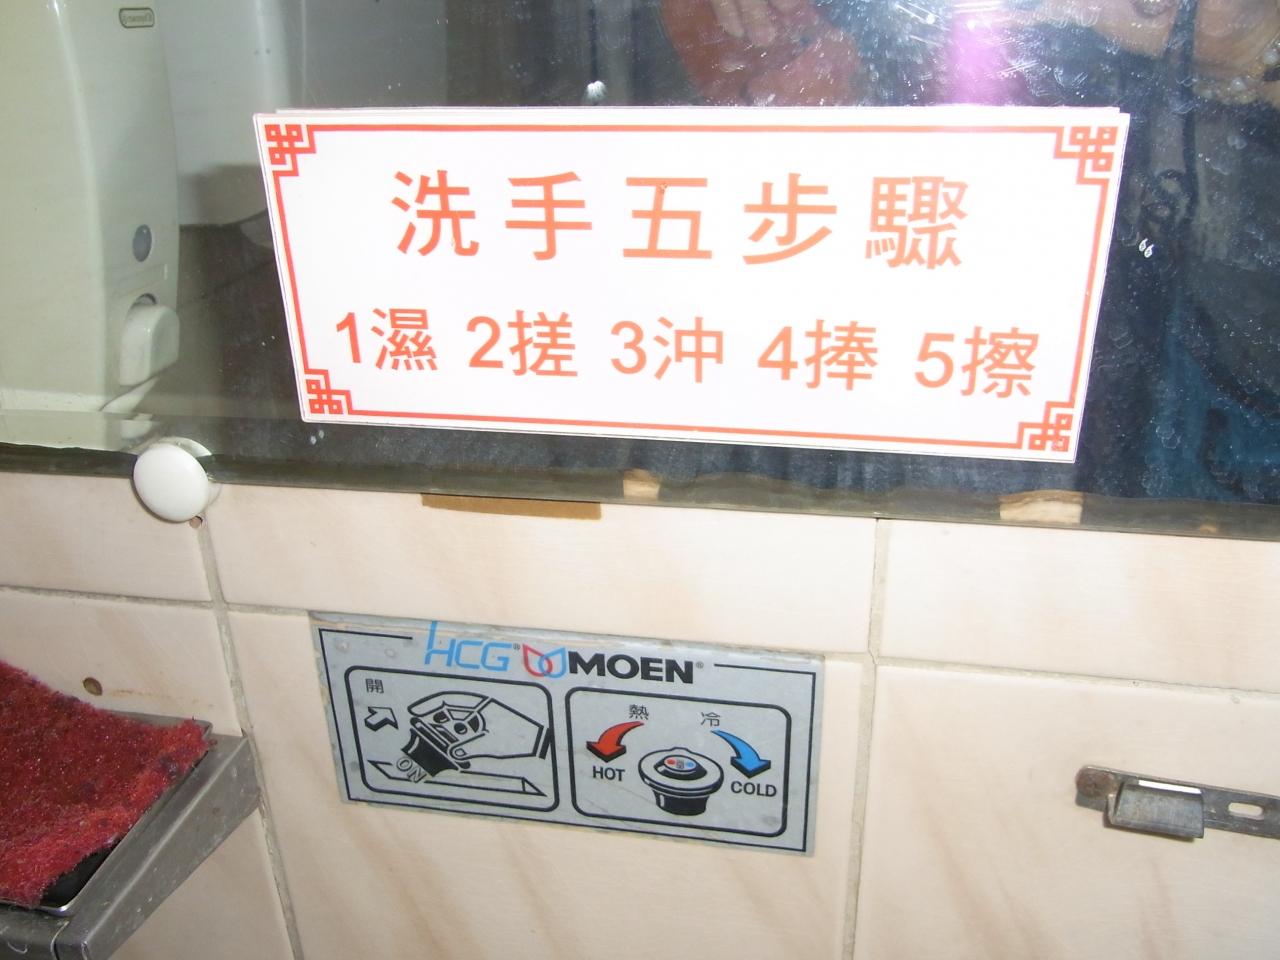 洗手五步驟
1濕 2搓 3沖 4捧 5擦
HCG® MOEN®
開
ON
熱 冷
HOT
COLD